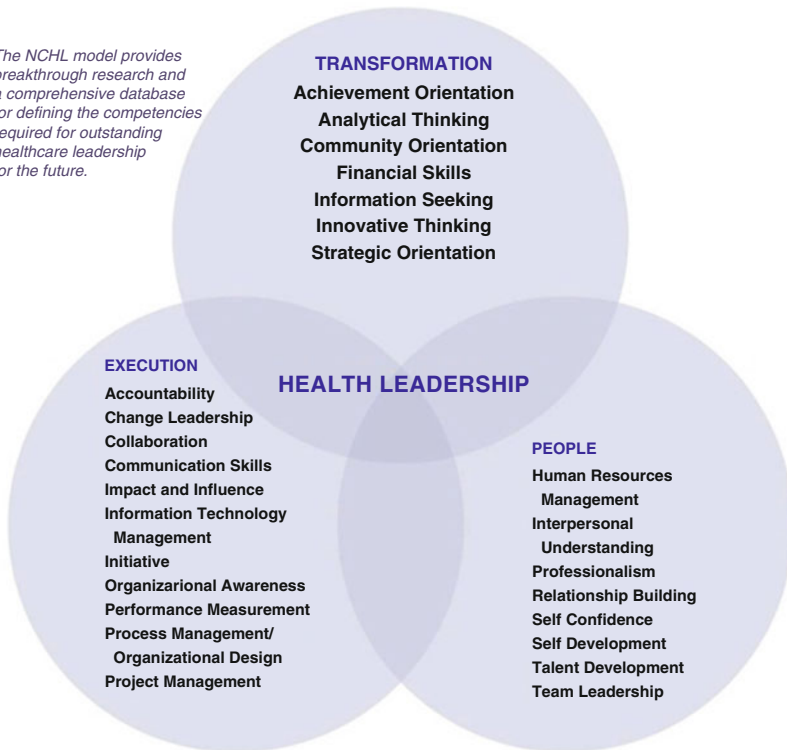 The NCHL model provides
breakthrough research and
a comprehensive database
for defining the competencies
required for outstanding
healthcare leadership
for the future.
TRANSFORMATION
Achievement Orientation
Analytical Thinking
Community Orientation
Financial Skills
Information Seeking
Innovative Thinking
Strategic Orientation
HEALTH LEADERSHIP
EXECUTION
Accountability
Change Leadership
Collaboration
Communication Skills
Impact and Influence
Information Technology
Management
Initiative
Organizarional Awareness
Performance Measurement
Process Management/
Organizational Design
Project Management
PEOPLE
Human Resources
Management
Interpersonal
Understanding
Professionalism
Relationship Building
Self Confidence
Self Development
Talent Development
Team Leadership